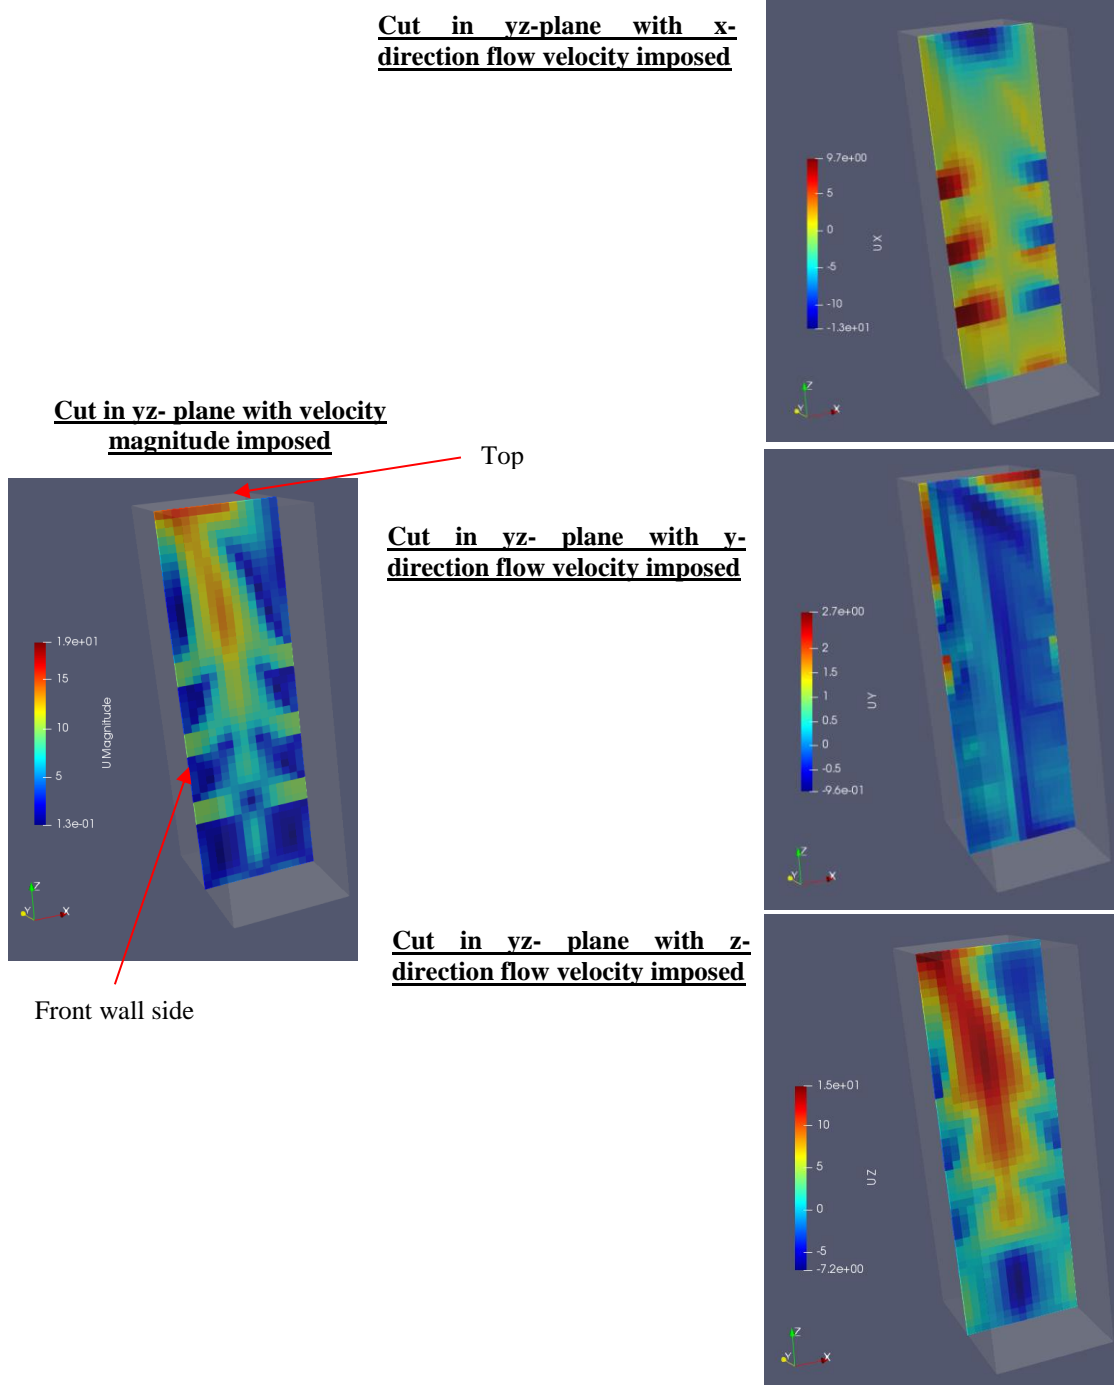 Cut in yz-plane with x-
direction flow velocity imposed
9.7e+00
5
0
-5
-10
-1.3e+01
UX
Z
Y
X
Cut in yz- plane with velocity
magnitude imposed
Top
1.9e+01
15
10
5
1.3e-01
U Magnitude
Z
Y
X
Front wall side
Cut in yz- plane with y-
direction flow velocity imposed
2.7e+00
2
1.5
1
0.5
0
-0.5
-9.6e-01
UY
Z
Y
X
Cut in yz- plane with z-
direction flow velocity imposed
1.5e+01
10
5
0
-5
-7.2e+00
UZ
Z
Y
X